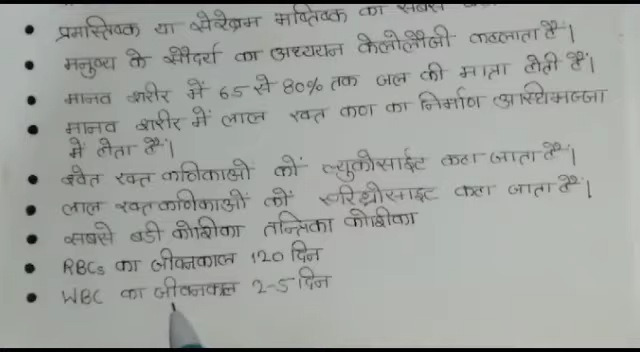 प्रमस्तिष्क या सेरेब्रम मस्तिष्क का सबसे
मनुष्य के सौंदर्य का अध्ययन केलोलॉजी कहलाता है।
मानव शरीर में 65 से 80% तक जल की मात्रा होती हैं।
मानव शरीर में लाल रक्त कण का निर्माण अस्थिमज्जा
में होता हैं।
श्वेत रक्त कणिकाओं को ल्युकोसाईट कहा जाता हैं।
लाल रक्तकणिकाओं को एरिथ्रोसाइट कहा जाता हैं।
सबसे बडी कोशीका तन्त्रिका कोशीका
RBCs का जीवनकाल 120 दिन
WBC का जीवनकाल 2-5 दिन